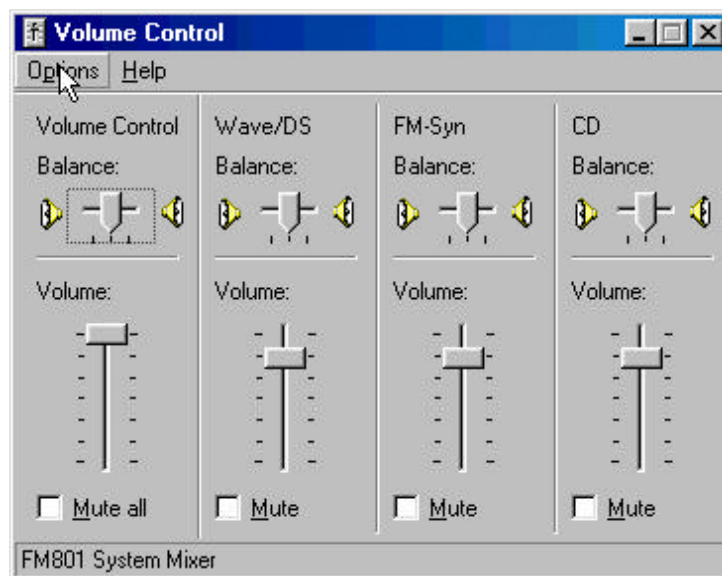 Volume Control
Options Help
Volume Control
Balance:
Volume:
Mute all
Wave/DS
Balance:
Volume:
Mute
FM-Syn
Balance:
Volume:
Mute
CD
Balance:
Volume:
Mute
FM801 System Mixer